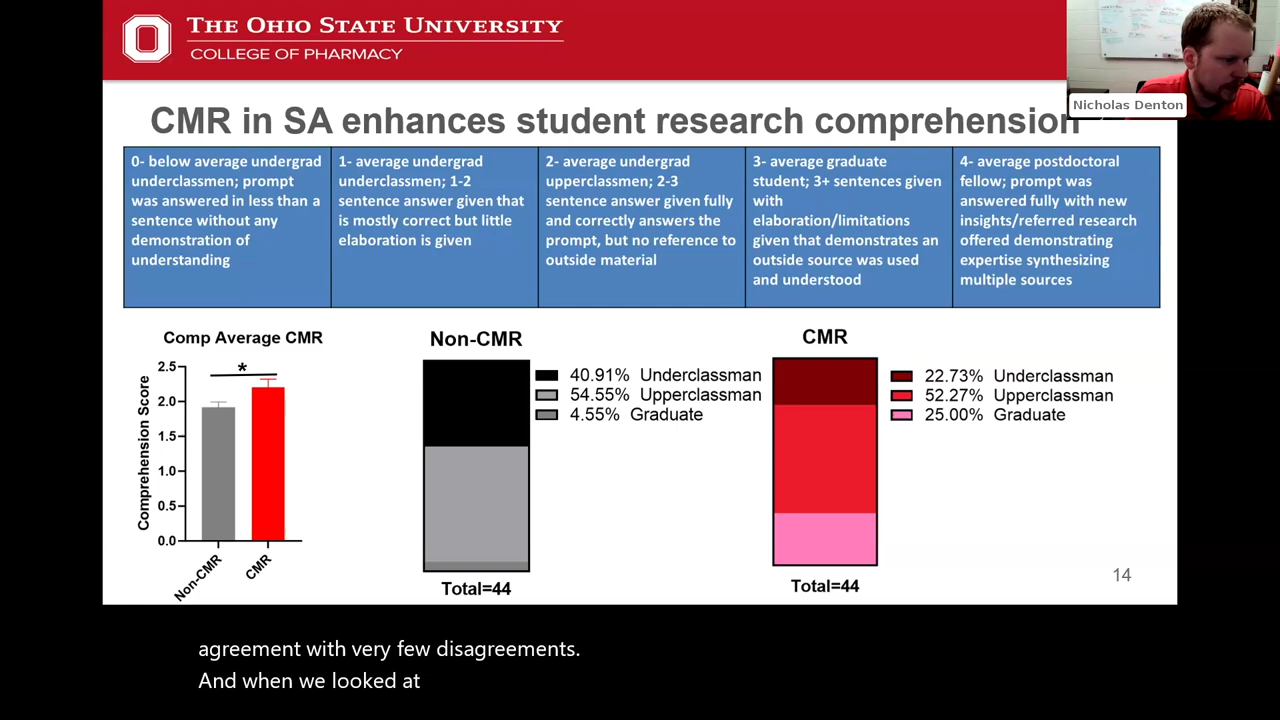 THE OHIO STATE UNIVERSITY
COLLEGE OF PHARMACY
Nicholas Denton
CMR in SA enhances student research comprehension
0- below average undergrad
underclassmen; prompt
was answered in less than a
sentence without any
demonstration of
understanding
1- average undergrad
underclassmen; 1-2
sentence answer given that
is mostly correct but little
elaboration is given
2- average undergrad
upperclassmen; 2-3
sentence answer given fully
and correctly answers the
prompt, but no reference to
outside material
3- average graduate
student; 3+ sentences given
with
elaboration/limitations
given that demonstrates an
outside source was used
and understood
4- average postdoctoral
fellow; prompt was
answered fully with new
insights/referred research
offered demonstrating
expertise synthesizing
multiple sources
Comp Average CMR
Comprehension Score
2.5
2.0
1.5
1.0
0.5
0.0
*
Non-CMR
CMR
Non-CMR
40.91% Underclassman
54.55% Upperclassman
4.55% Graduate
Total=44
CMR
22.73% Underclassman
52.27% Upperclassman
25.00% Graduate
Total=44
14
agreement with very few disagreements.
And when we looked at